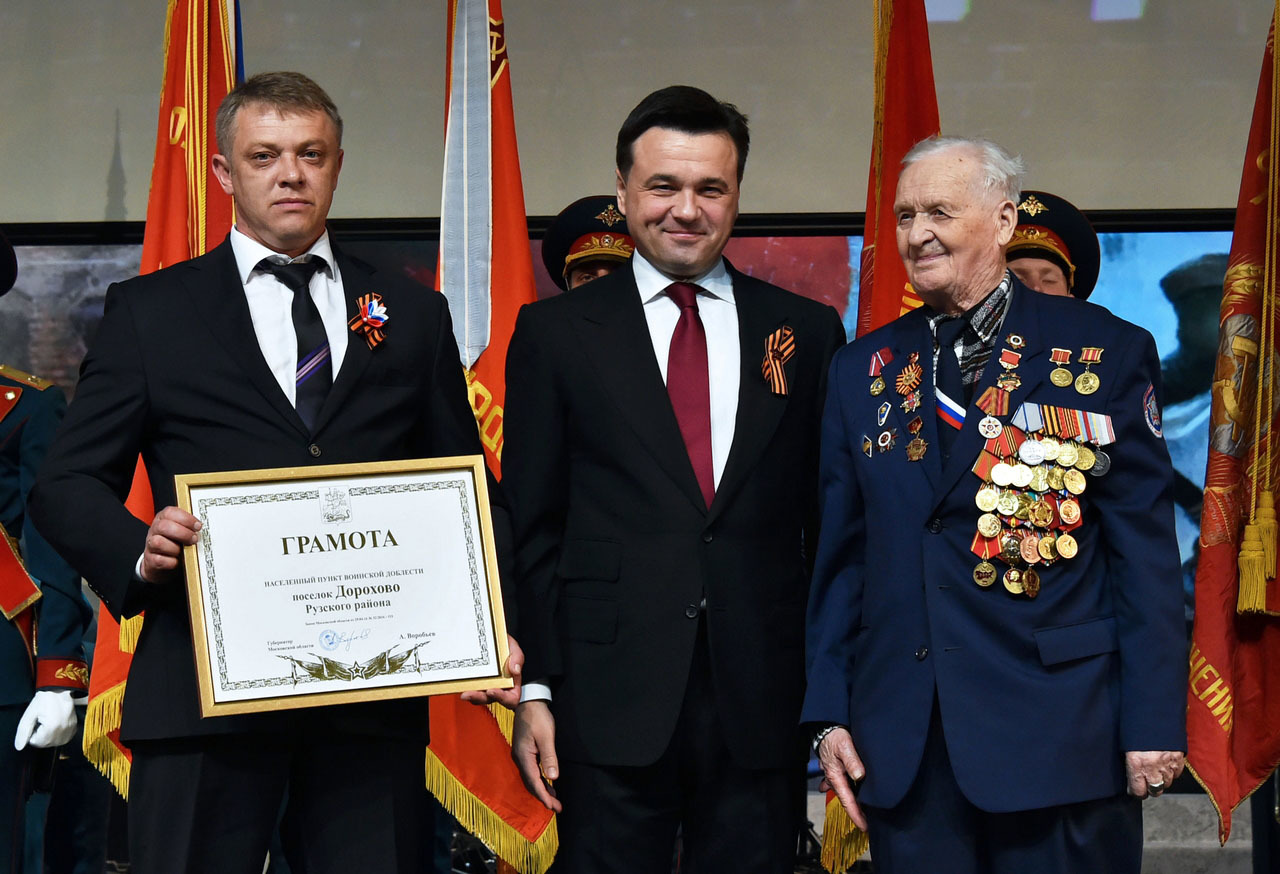 ГРАМОТА
НАСЕЛЕННЫЙ ПУНКТ ВОИНСКОЙ ДОБЛЕСТИ
поселок Дорохово
Рузского района
Губернатор
Московской области
А. Воробьев